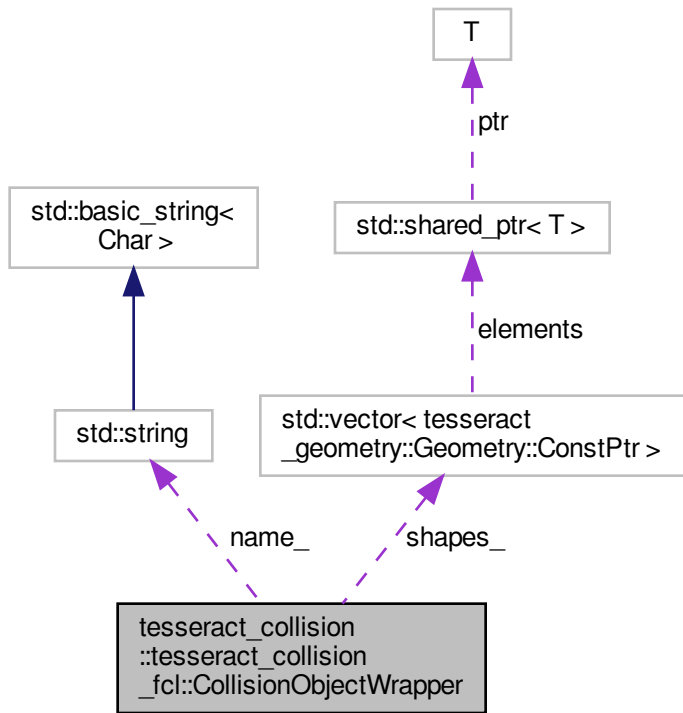 T
ptr
std::basic_string<
Char >
std::shared_ptr< T >
elements
std::string
std::vector< tesseract
_geometry::Geometry::ConstPtr >
name_
shapes_
tesseract_collision
::tesseract_collision
_fcl::CollisionObjectWrapper